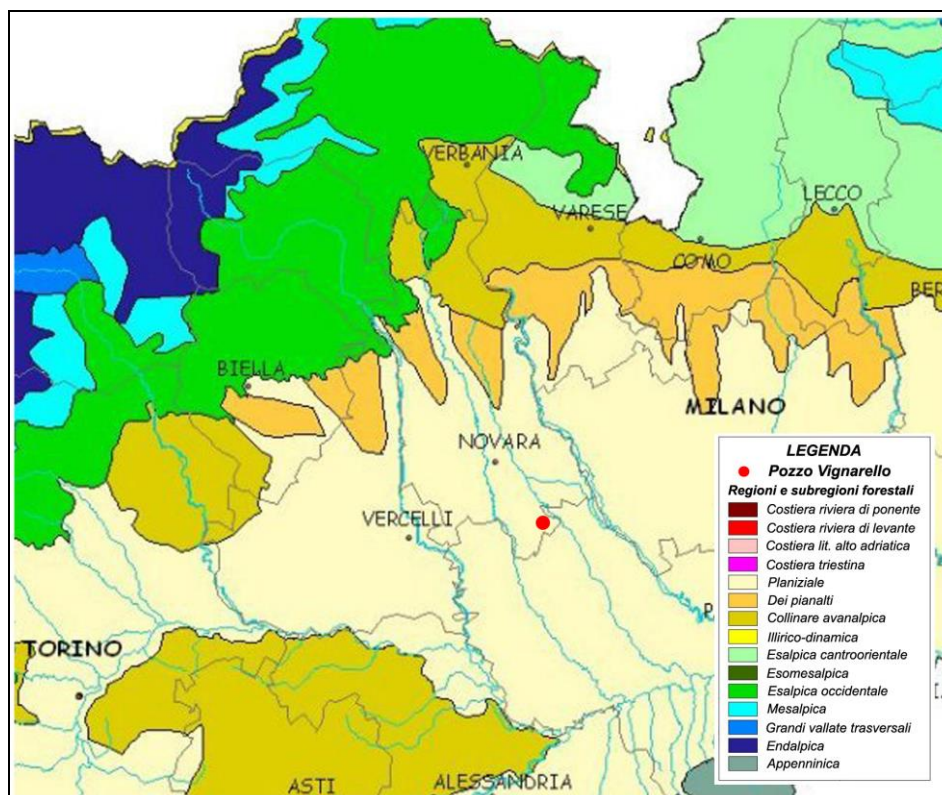 VERBANIA
LECCO
VARESE
COMO
BER
BIELLA
MILANO
NOVARA
VERCELLI
P
TORINO
ASTI
ALESSANDRIA
LEGENDA
Pozzo Vignarello
Regioni e subregioni forestali
Costiera riviera di ponente
Costiera riviera di levante
Costiera lit. alto adriatica
Costiera triestina
Planiziale
Dei pianalti
Collinare avanalpica
Illirico-dinamica
Esalpica cantroorientale
Esomesalpica
Esalpica occidentale
Mesalpica
Grandi vallate trasversali
Endalpica
Appenninica